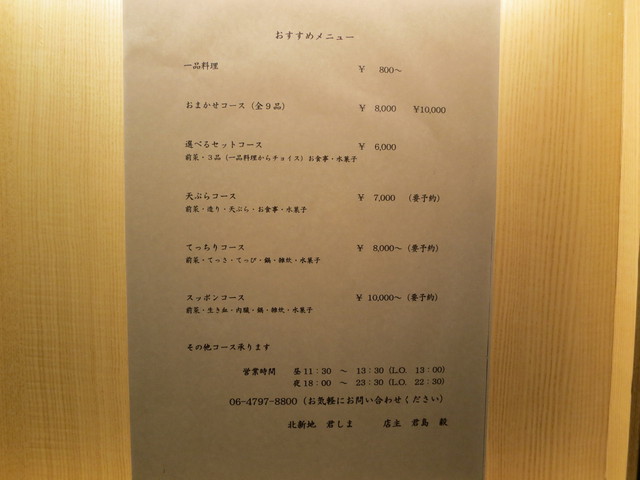 おすすめメニュー
一品料理 ¥ 800～
おまかせコース（全９品） ¥ 8,000 ¥10,000
選べるセットコース ¥ 6,000
前菜・３品（一品料理からチョイス）お食事・水菓子
天ぷらコース ¥ 7,000 （要予約）
前菜・造り・天ぷら・お食事・水菓子
てっちりコース ¥ 8,000～（要予約）
前菜・てっさ・てっぴ・鍋・雑炊・水菓子
スッポンコース ¥ 10,000～（要予約）
前菜・生き血・内臓・鍋・雑炊・水菓子
その他コース承ります
営業時間 昼11：30 ～ 13：30（L.O. 13：00）
夜18：00 ～ 23：30（L.O. 22：30）
06-4797-8800（お気軽にお問い合わせください）
北新地 君しま 店主 君島 毅